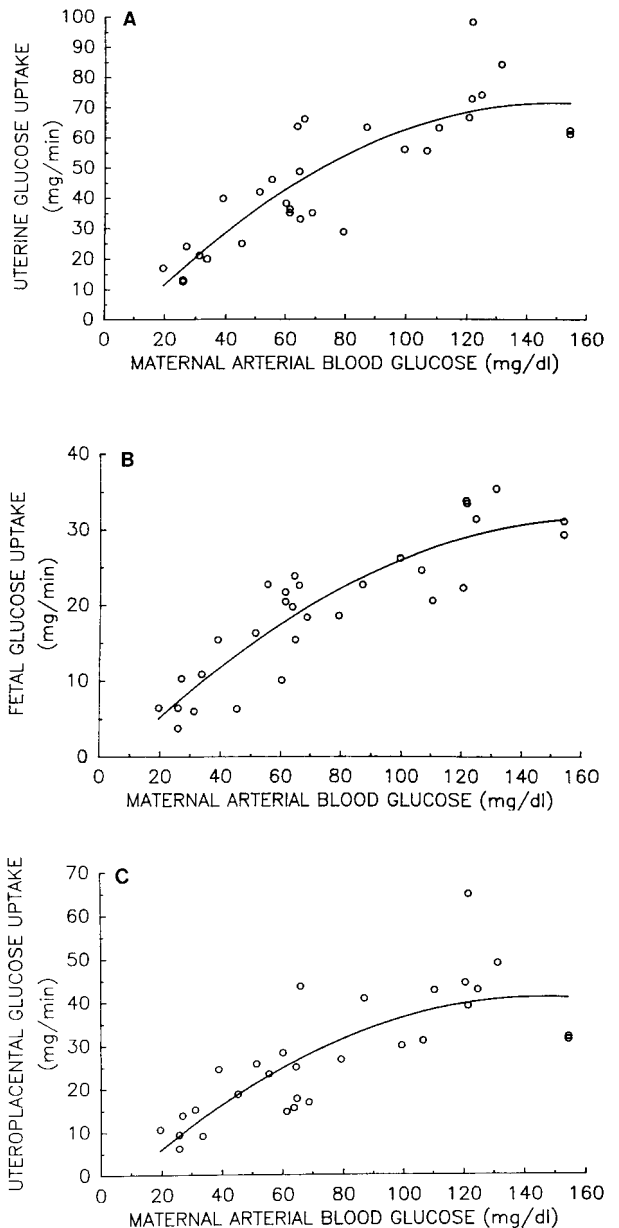 A
UTERINE GLUCOSE UPTAKE
(mg/min)
100
90
80
70
60
50
40
30
20
10
0
0 20 40 60 80 100 120 140 160
MATERNAL ARTERIAL BLOOD GLUCOSE (mg/dl)
B
FETAL GLUCOSE UPTAKE
(mg/min)
40
30
20
10
0
0 20 40 60 80 100 120 140 160
MATERNAL ARTERIAL BLOOD GLUCOSE (mg/dl)
C
UTEROPLACENTAL GLUCOSE UPTAKE
(mg/min)
70
60
50
40
30
20
10
0
0 20 40 60 80 100 120 140 160
MATERNAL ARTERIAL BLOOD GLUCOSE (mg/dl)